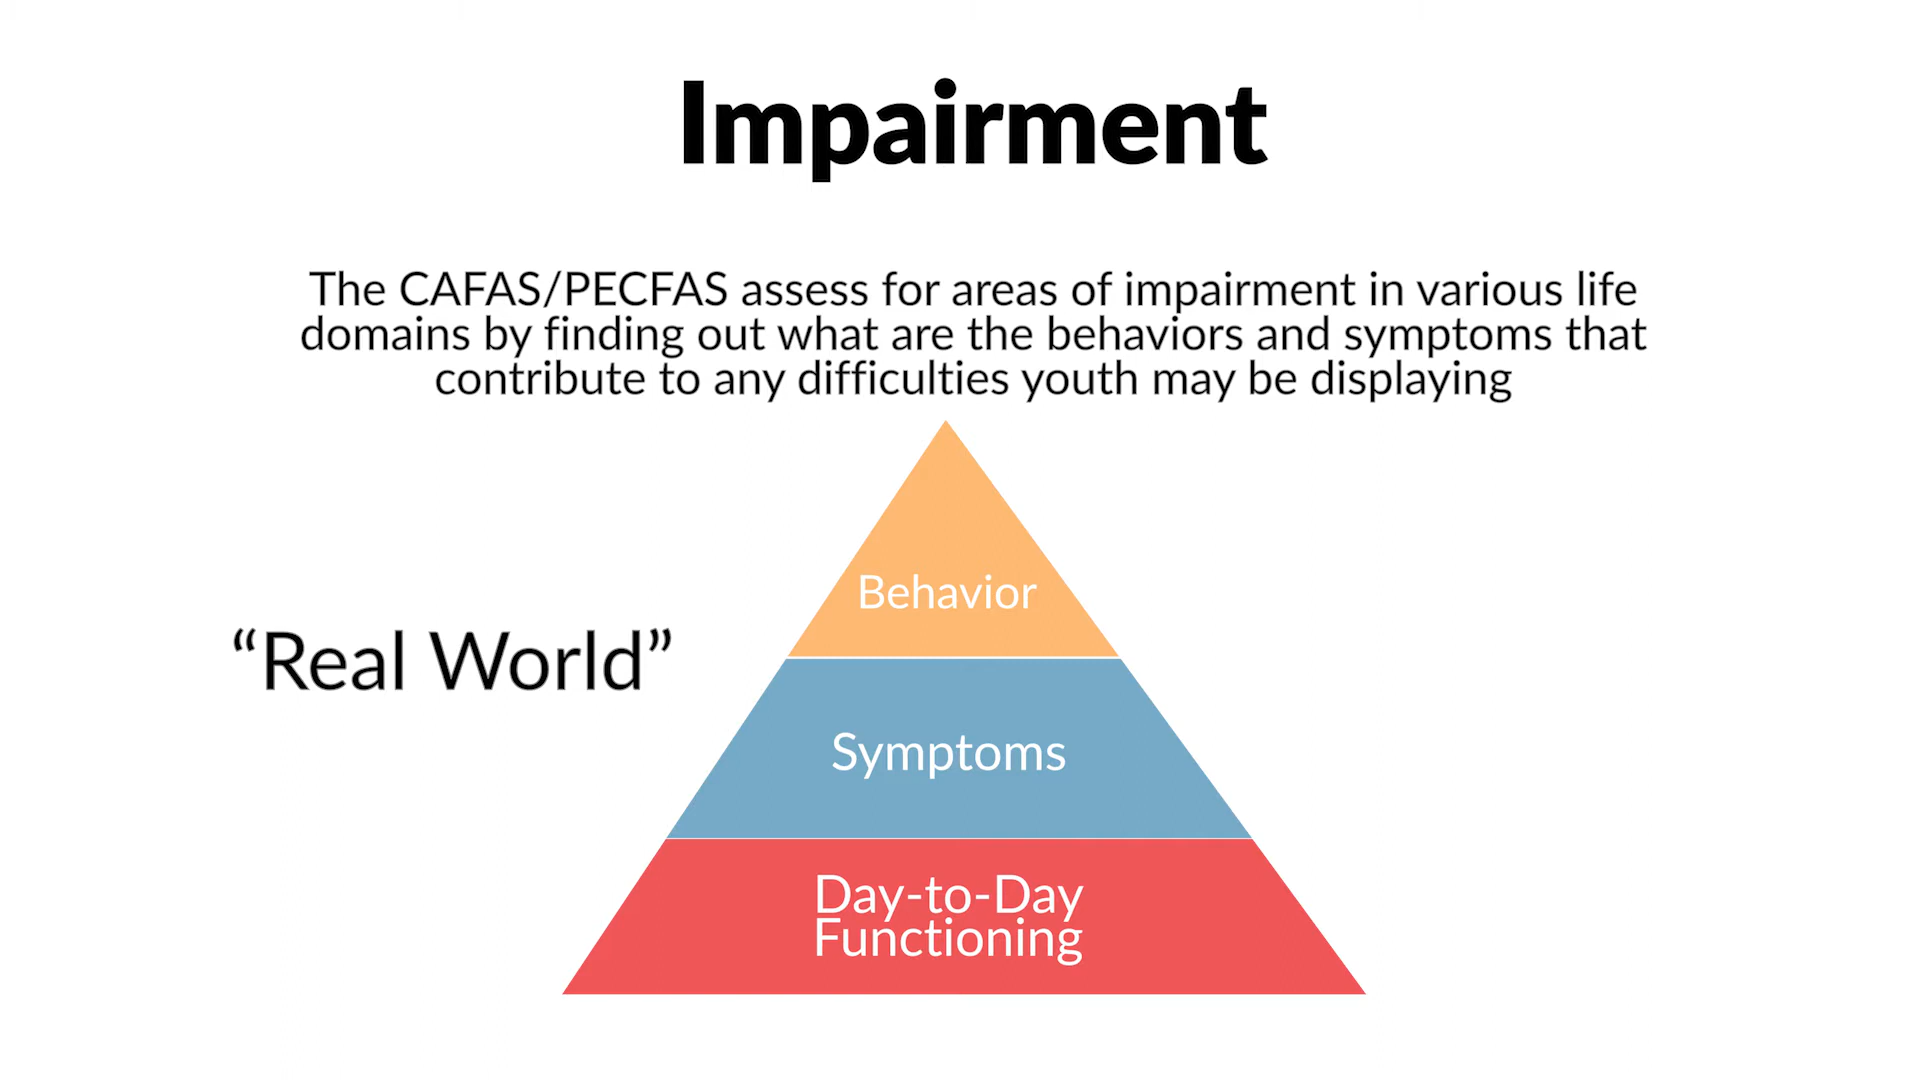 Impairment
The CAFAS/PECFAS assess for areas of impairment in various life
domains by finding out what are the behaviors and symptoms that
contribute to any difficulties youth may be displaying
Behavior
“Real World”
Symptoms
Day-to-Day
Functioning